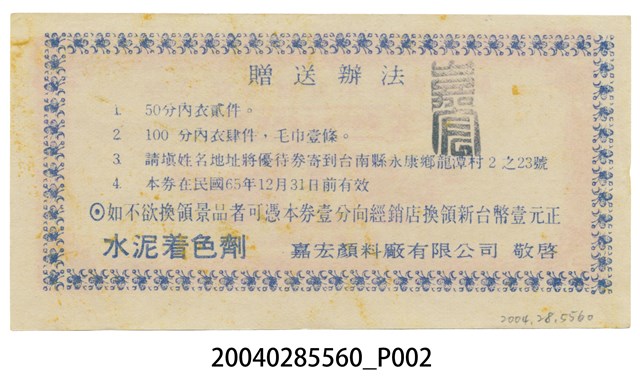 贈送辦法
1. 50分內衣貳件。
2 100 分內衣肆件，毛巾壹條。
3. 請塡姓名地址將優待券寄到台南縣永康鄉龍潭村2之23號
4. 本券在民國65年12月31日前有效
⊙如不欲換領景品者可憑本券壹分向經銷店換領新台幣壹元正
水泥着色劑 嘉宏顏料廠有限公司 敬啓
2004.28.5560
20040285560_P002